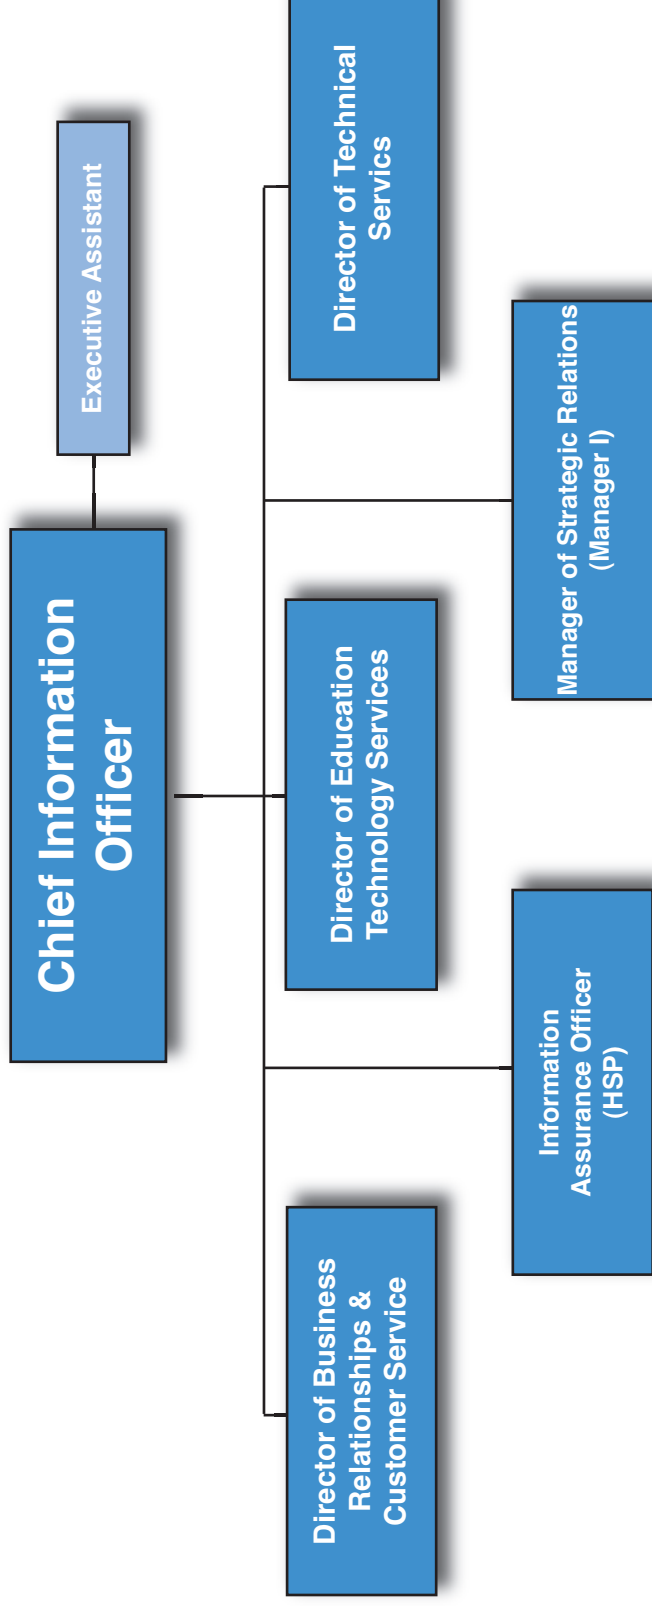 Chief Information
Officer
Executive Assistant
Director of Business
Relationships &
Customer Service
Director of Education
Technology Services
Director of Technical
Servics
Information
Assurance Officer
(HSP)
Manager of Strategic Relations
(Manager I)